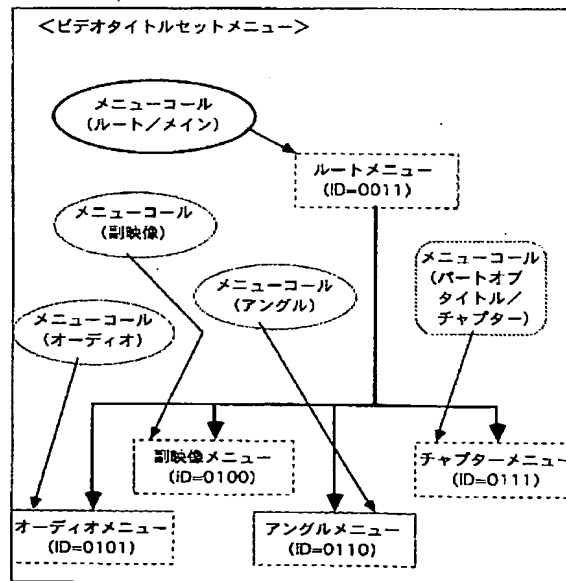 ＜ビデオタイトルセットメニュー＞
メニューコール
(ルート／メイン)
ルートメニュー
(ID=0011)
メニューコール
(副映像)
メニューコール
(アングル)
メニューコール
(パートオブ
タイトル／
チャプター)
メニューコール
(オーディオ)
副映像メニュー
(ID=0100)
チャプターメニュー
(ID=0111)
オーディオメニュー
(ID=0101)
アングルメニュー
(ID=0110)